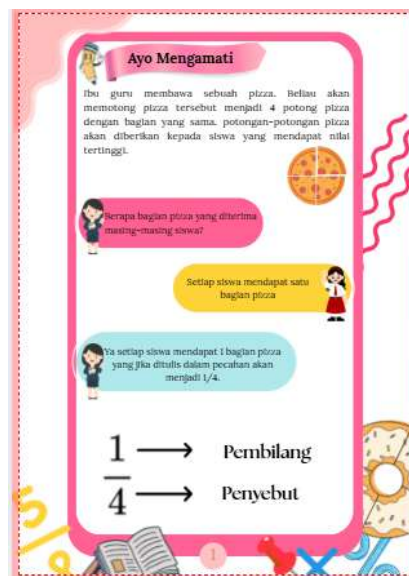 Ayo Mengamati
Ibu guru membawa sebuah pizza. Beliau akan
memotong pizza tersebut menjadi 4 potong pizza
dengan bagian yang sama. potongan-potongan pizza
akan diberikan kepada siswa yang mendapat nilai
tertinggi.
Berapa bagian pizza yang diterima
masing-masing siswa?
Setiap siswa mendapat satu
bagian pizza
Ya setiap siswa mendapat 1 bagian pizza
yang jika ditulis dalam pecahan akan
menjadi 1/4.
1 → Pembilang
4 → Penyebut
1